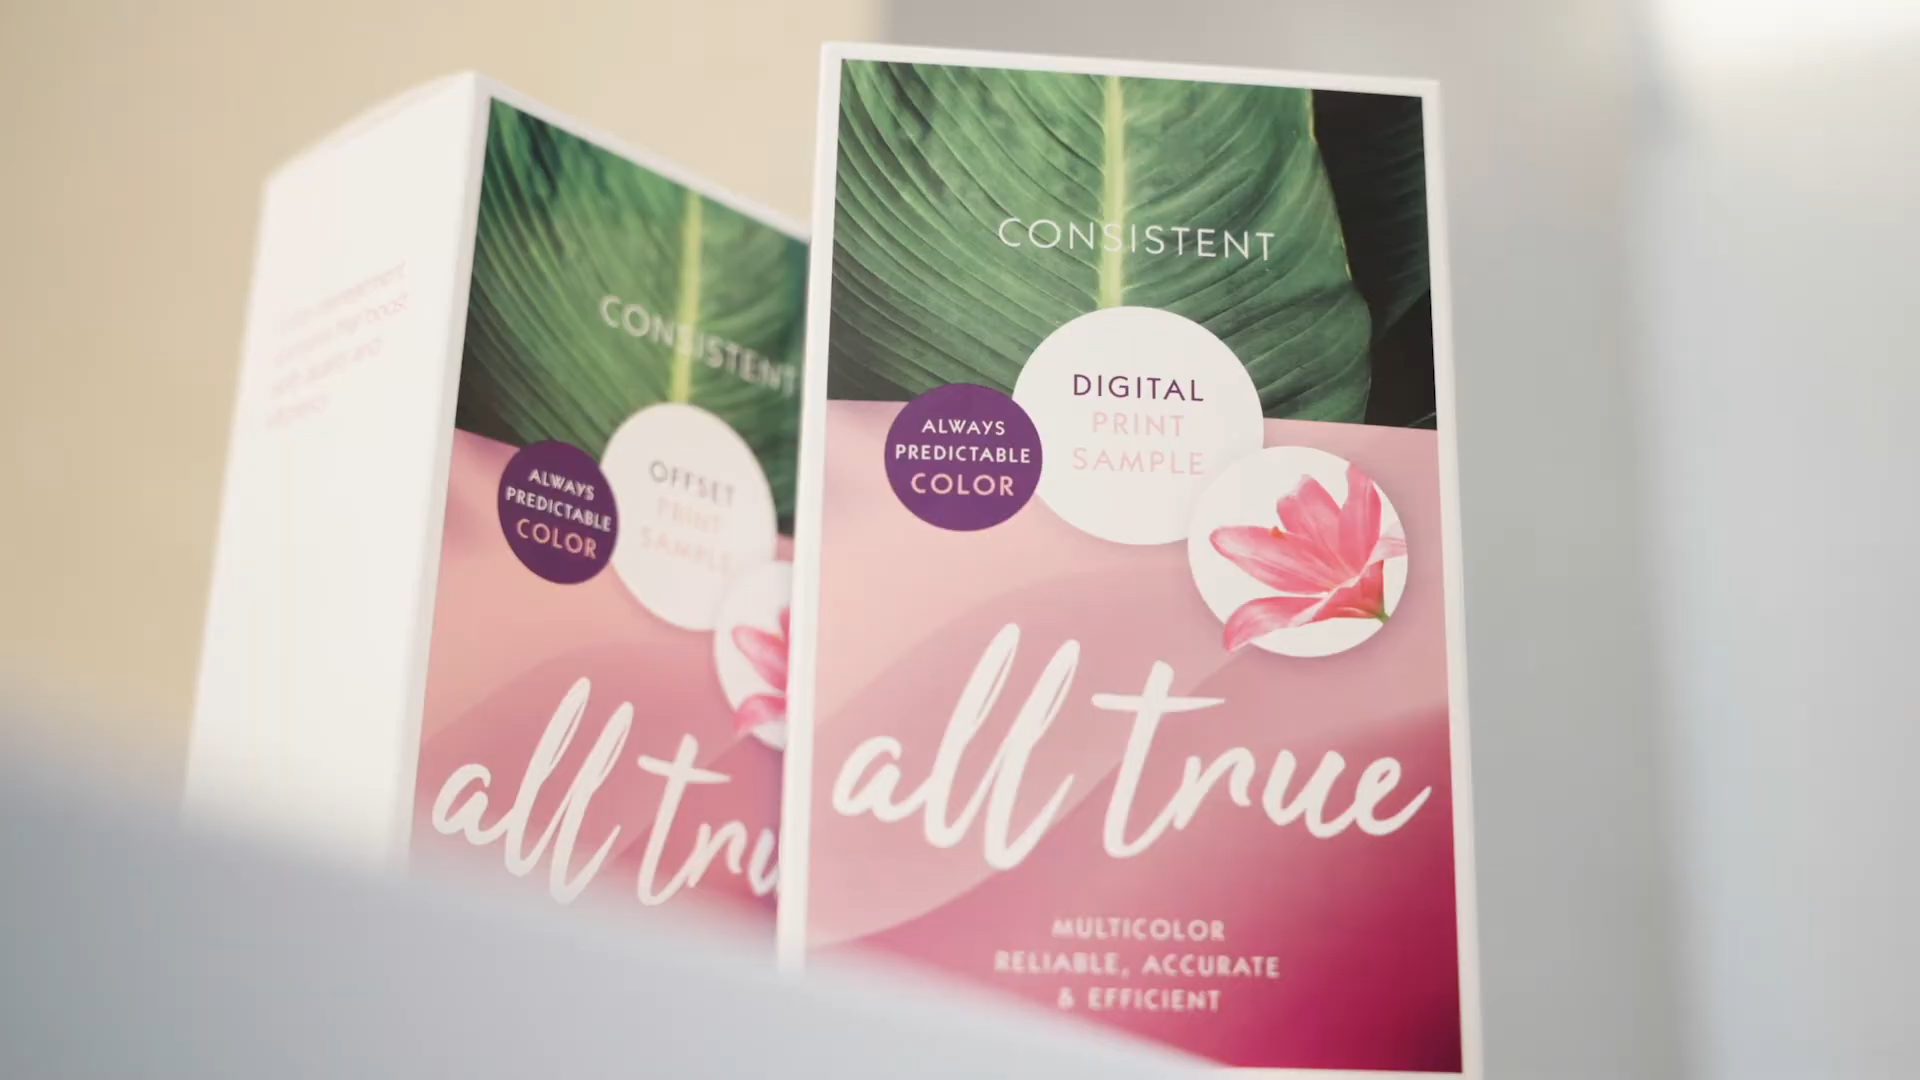 CONSISTENT
OFFSET
PRINT
SAMPLE
ALWAYS
PREDICTABLE
COLOR
all tru
CONSISTENT
DIGITAL
PRINT
SAMPLE
ALWAYS
PREDICTABLE
COLOR
all true
MULTICOLOR
RELIABLE, ACCURATE
& EFFICIENT